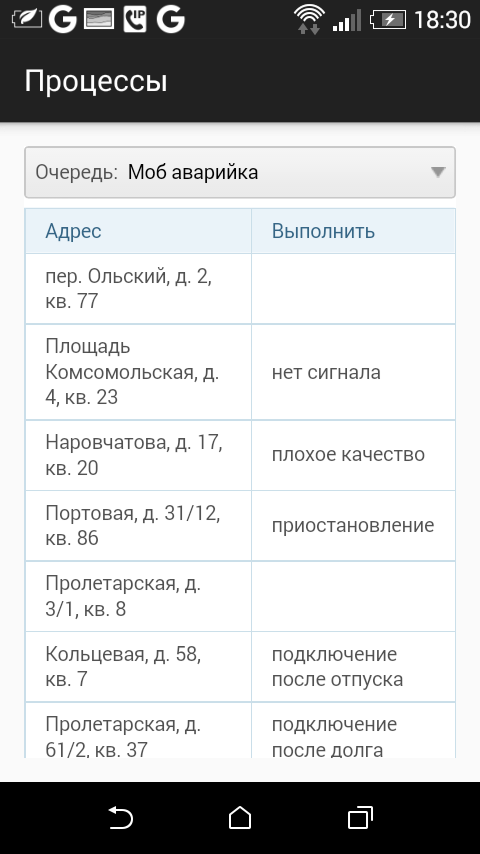 18:30
Процессы
Очередь: Моб аварийка
Адрес Выполнить
пер. Ольский, д. 2,
кв. 77
Площадь
Комсомольская, д.
4, кв. 23
нет сигнала
Наровчатова, д. 17,
кв. 20
плохое качество
Портовая, д. 31/12,
кв. 86
приостановление
Пролетарская, д.
3/1, кв. 8
Кольцевая, д. 58,
кв. 7
подключение
после отпуска
Пролетарская, д.
61/2, кв. 37
подключение
после долга